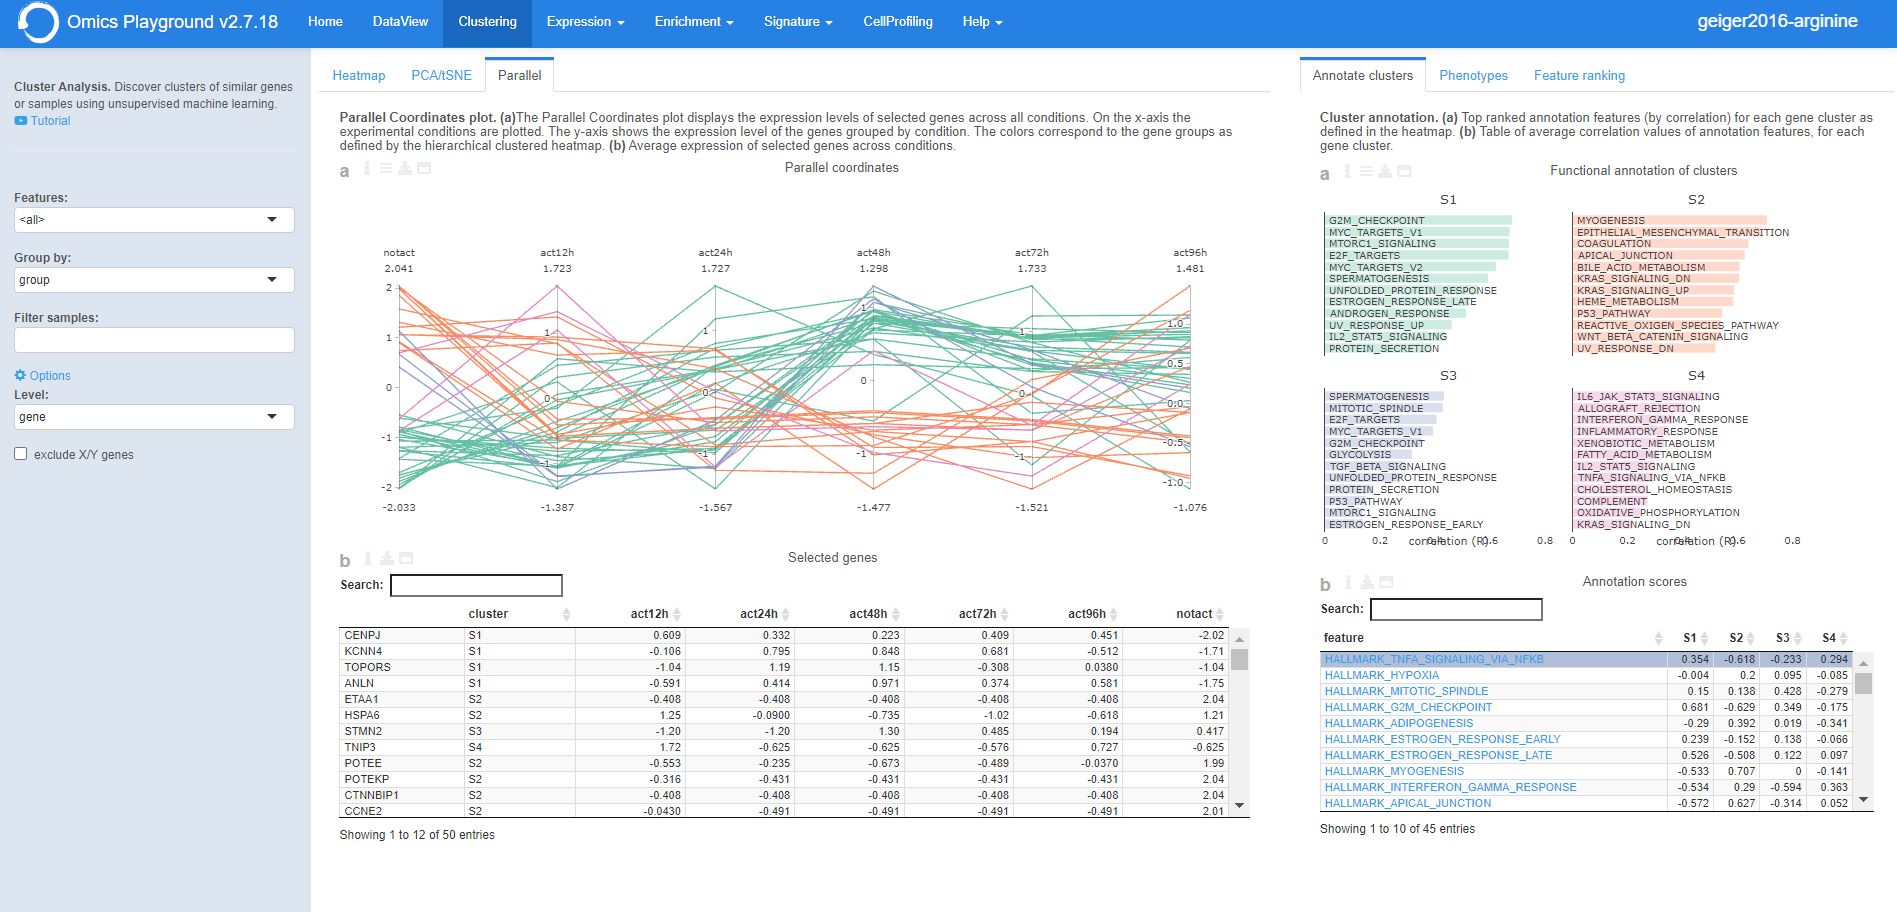 Omics Playground v2.7.18
Home DataView Clustering Expression Enrichment Signature CellProfiling Help
geiger2016-arginine
Cluster Analysis. Discover clusters of similar genes
or samples using unsupervised machine learning.
Tutorial
Features:
<all>
Group by:
group
Filter samples:
Options
Level:
gene
exclude X/Y genes
Heatmap PCA/tSNE Parallel
Parallel Coordinates plot. (a)The Parallel Coordinates plot displays the expression levels of selected genes across all conditions. On the x-axis the
experimental conditions are plotted. The y-axis shows the expression level of the genes grouped by condition. The colors correspond to the gene groups as
defined by the hierarchical clustered heatmap. (b) Average expression of selected genes across conditions.
a Parallel coordinates
notact act12h act24h act48h act72h act96h
2.041 1.723 1.727 1.298 1.733 1.481
2 1 0 -1 -2
1 0 -1
1 0 -1
1 0 -1
1 0 -1
1.0 0.5 0.0 -0.5 -1.0
-2.033 -1.387 -1.567 -1.477 -1.521 -1.076
b Selected genes
Search:
cluster act12h act24h act48h act72h act96h notact
CENPJ S1 0.609 0.332 0.223 0.409 0.451 -2.02
KCNN4 S1 -0.106 0.795 0.848 0.681 -0.512 -1.71
TOPORS S1 -1.04 1.19 1.15 -0.308 0.0380 -1.04
ANLN S1 -0.591 0.414 0.971 0.374 0.581 -1.75
ETAA1 S2 -0.408 -0.408 -0.408 -0.408 -0.408 2.04
HSPA6 S2 1.25 -0.0900 -0.735 -1.02 -0.618 1.21
STMN2 S3 -1.20 -1.20 1.30 0.485 0.194 0.417
TNIP3 S4 1.72 -0.625 -0.625 -0.576 0.727 -0.625
POTEE S2 -0.553 -0.235 -0.673 -0.489 -0.0370 1.99
POTEKP S2 -0.316 -0.431 -0.431 -0.431 -0.431 2.04
CTNNBIP1 S2 -0.408 -0.408 -0.408 -0.408 -0.408 2.04
CCNE2 S2 -0.0430 -0.491 -0.491 -0.491 -0.491 2.01
Showing 1 to 12 of 50 entries
Annotate clusters Phenotypes Feature ranking
Cluster annotation. (a) Top ranked annotation features (by correlation) for each gene cluster as
defined in the heatmap. (b) Table of average correlation values of annotation features, for each
gene cluster.
a Functional annotation of clusters
S1
G2M_CHECKPOINT
MYC_TARGETS_V1
MTORC1_SIGNALING
E2F_TARGETS
MYC_TARGETS_V2
SPERMATOGENESIS
UNFOLDED_PROTEIN_RESPONSE
ESTROGEN_RESPONSE_LATE
ANDROGEN_RESPONSE
UV_RESPONSE_UP
IL2_STAT5_SIGNALING
PROTEIN_SECRETION
S2
MYOGENESIS
EPITHELIAL_MESENCHYMAL_TRANSITION
COAGULATION
APICAL_JUNCTION
BILE_ACID_METABOLISM
KRAS_SIGNALING_DN
KRAS_SIGNALING_UP
HEME_METABOLISM
P53_PATHWAY
REACTIVE_OXIGEN_SPECIES_PATHWAY
WNT_BETA_CATENIN_SIGNALING
UV_RESPONSE_DN
S3
SPERMATOGENESIS
MITOTIC_SPINDLE
E2F_TARGETS
MYC_TARGETS_V1
G2M_CHECKPOINT
GLYCOLYSIS
TGF_BETA_SIGNALING
UNFOLDED_PROTEIN_RESPONSE
PROTEIN_SECRETION
P53_PATHWAY
MTORC1_SIGNALING
ESTROGEN_RESPONSE_EARLY
0 0.2 0.4 0.6 0.8
correlation (R)
S4
IL6_JAK_STAT3_SIGNALING
ALLOGRAFT_REJECTION
INTERFERON_GAMMA_RESPONSE
INFLAMMATORY_RESPONSE
XENOBIOTIC_METABOLISM
FATTY_ACID_METABOLISM
IL2_STAT5_SIGNALING
TNFA_SIGNALING_VIA_NFKB
CHOLESTEROL_HOMEOSTASIS
COMPLEMENT
OXIDATIVE_PHOSPHORYLATION
KRAS_SIGNALING_DN
0 0.2 0.4 0.6 0.8
correlation (R)
b Annotation scores
Search:
feature S1 S2 S3 S4
HALLMARK_TNFA_SIGNALING_VIA_NFKB 0.354 -0.618 -0.233 0.294
HALLMARK_HYPOXIA -0.004 0.2 0.095 -0.085
HALLMARK_MITOTIC_SPINDLE 0.15 0.138 0.428 -0.279
HALLMARK_G2M_CHECKPOINT 0.681 -0.629 0.349 -0.175
HALLMARK_ADIPOGENESIS -0.29 0.392 0.019 -0.341
HALLMARK_ESTROGEN_RESPONSE_EARLY 0.239 -0.152 0.138 -0.066
HALLMARK_ESTROGEN_RESPONSE_LATE 0.526 -0.508 0.122 0.097
HALLMARK_MYOGENESIS -0.533 0.707 0 -0.141
HALLMARK_INTERFERON_GAMMA_RESPONSE -0.534 0.29 -0.594 0.363
HALLMARK_APICAL_JUNCTION -0.572 0.627 -0.314 0.052
Showing 1 to 10 of 45 entries